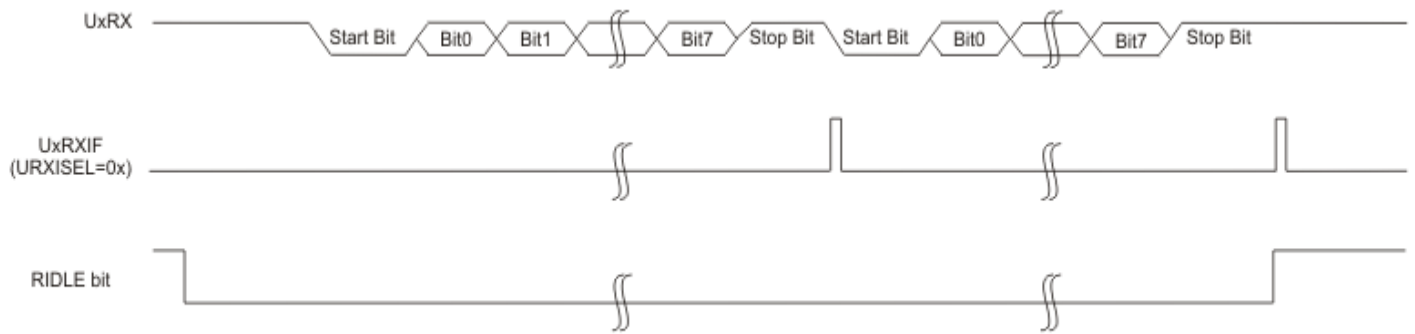 UxRX
Start Bit Bit0 Bit1 Bit7 Stop Bit Start Bit Bit0 Bit7 Stop Bit
UxRXIF
(URXISEL=0x)
RIDLE bit